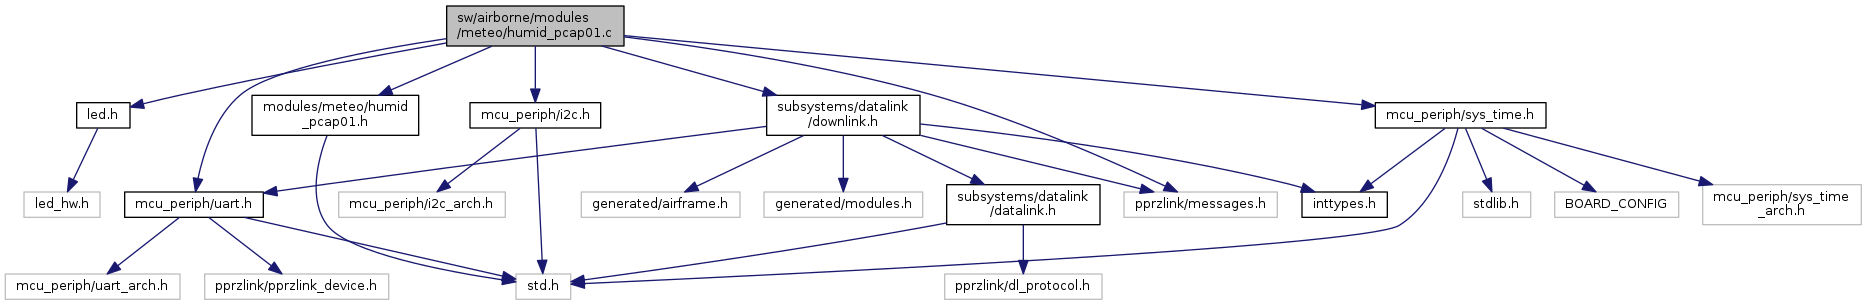 sw/airborne/modules
/meteo/humid_pcap01.c
led.h
modules/meteo/humid
_pcap01.h
mcu_periph/i2c.h
subsystems/datalink
/downlink.h
mcu_periph/sys_time.h
led_hw.h
mcu_periph/uart.h
mcu_periph/i2c_arch.h
generated/airframe.h
generated/modules.h
subsystems/datalink
/datalink.h
pprzlink/messages.h
inttypes.h
stdlib.h
BOARD_CONFIG
mcu_periph/sys_time
_arch.h
mcu_periph/uart_arch.h
pprzlink/pprzlink_device.h
std.h
pprzlink/dl_protocol.h